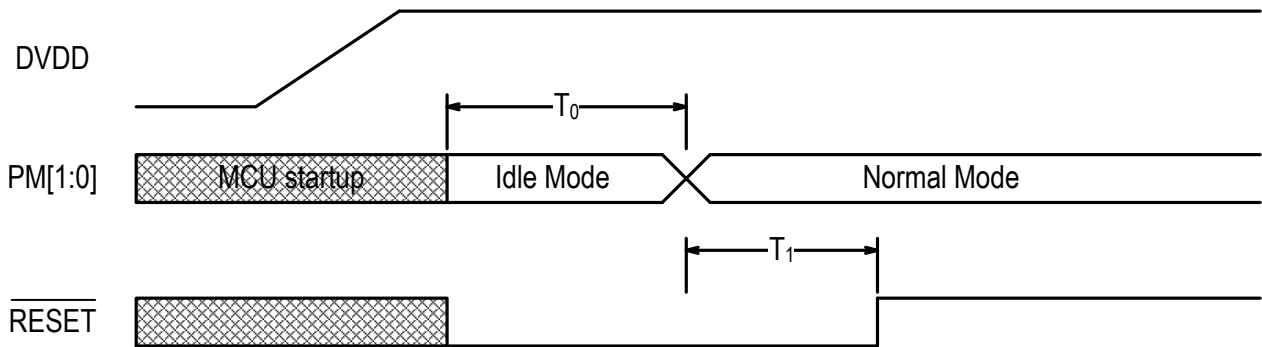 DVDD
T₀
PM[1:0]
MCU startup
Idle Mode
Normal Mode
T₁
RESET